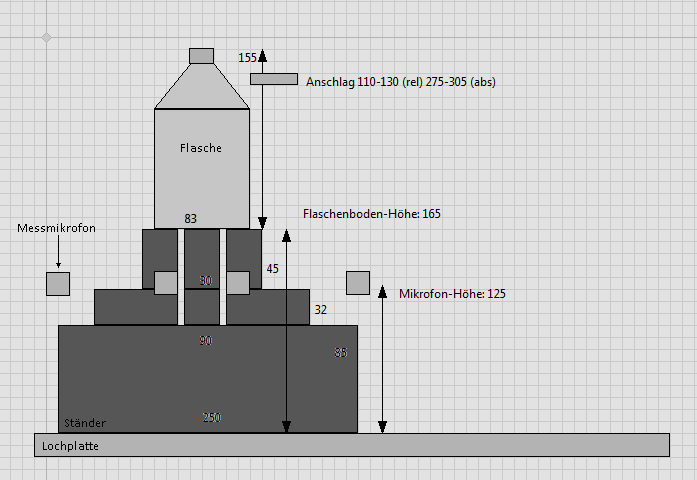 155
Anschlag 110-130 (rel) 275-305 (abs)
Flasche
83
Flaschenboden-Höhe: 165
Messmikrofon
45
30
Mikrofon-Höhe: 125
32
90
85
250
Ständer
Lochplatte